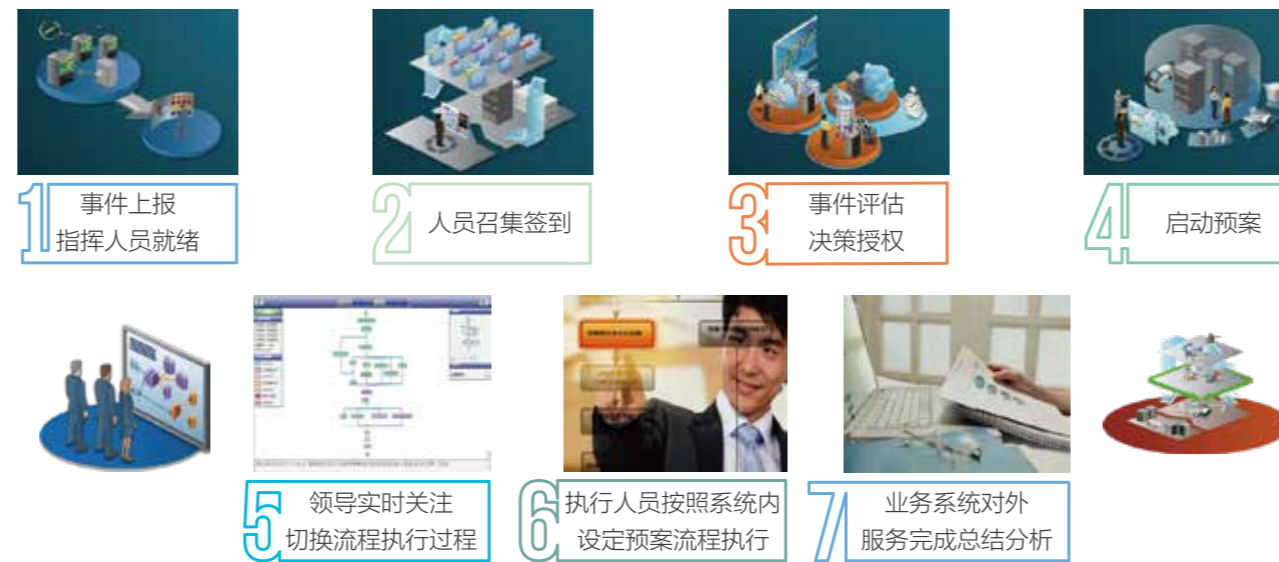 1
事件上报
指挥人员就绪
2
人员召集签到
3
事件评估
决策授权
4
启动预案
5
领导实时关注
切换流程执行过程
6
执行人员按照系统内
设定预案流程执行
7
业务系统对外
服务完成总结分析